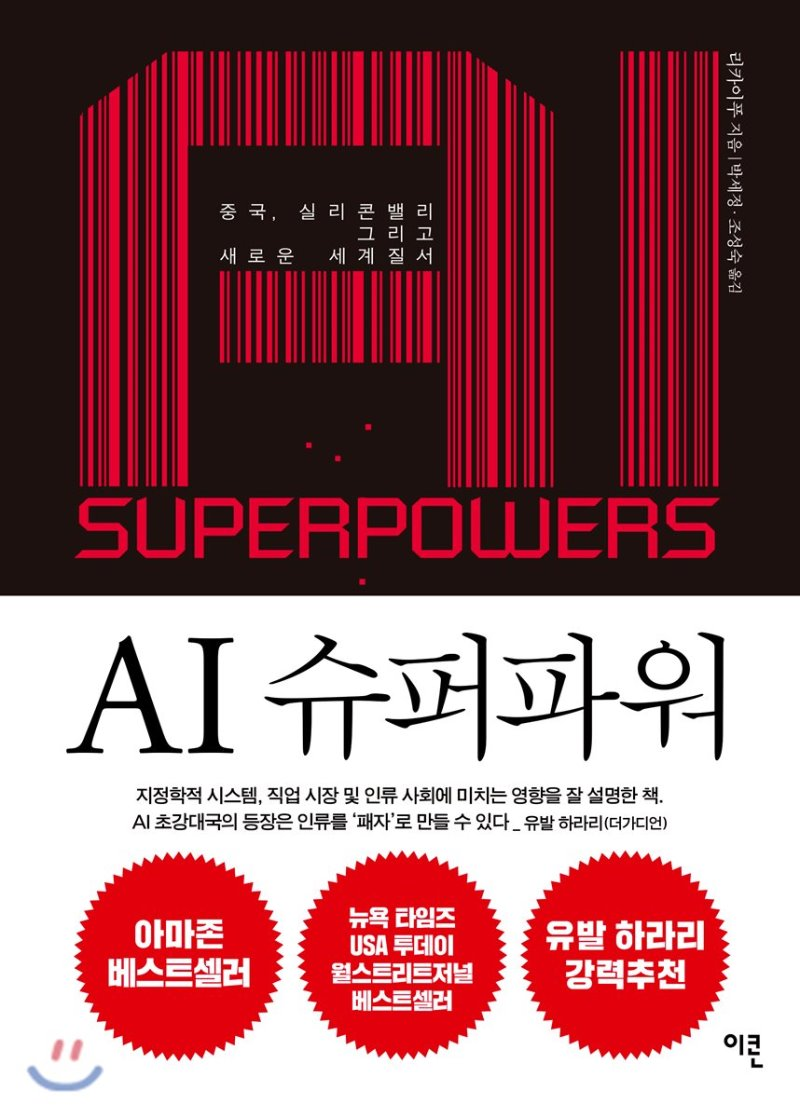 AI
리카이푸 지음 | 박세정·조성숙 옮김
중국, 실리콘밸리
그리고
새로운 세계질서
SUPERPOWERS
AI 슈퍼파워
지정학적 시스템, 직업 시장 및 인류 사회에 미치는 영향을 잘 설명한 책.
AI 초강대국의 등장은 인류를 ‘패자’로 만들 수 있다 _ 유발 하라리(더가디언)
아마존
베스트셀러
뉴욕 타임즈
USA 투데이
월스트리트저널
베스트셀러
유발 하라리
강력추천
이콘